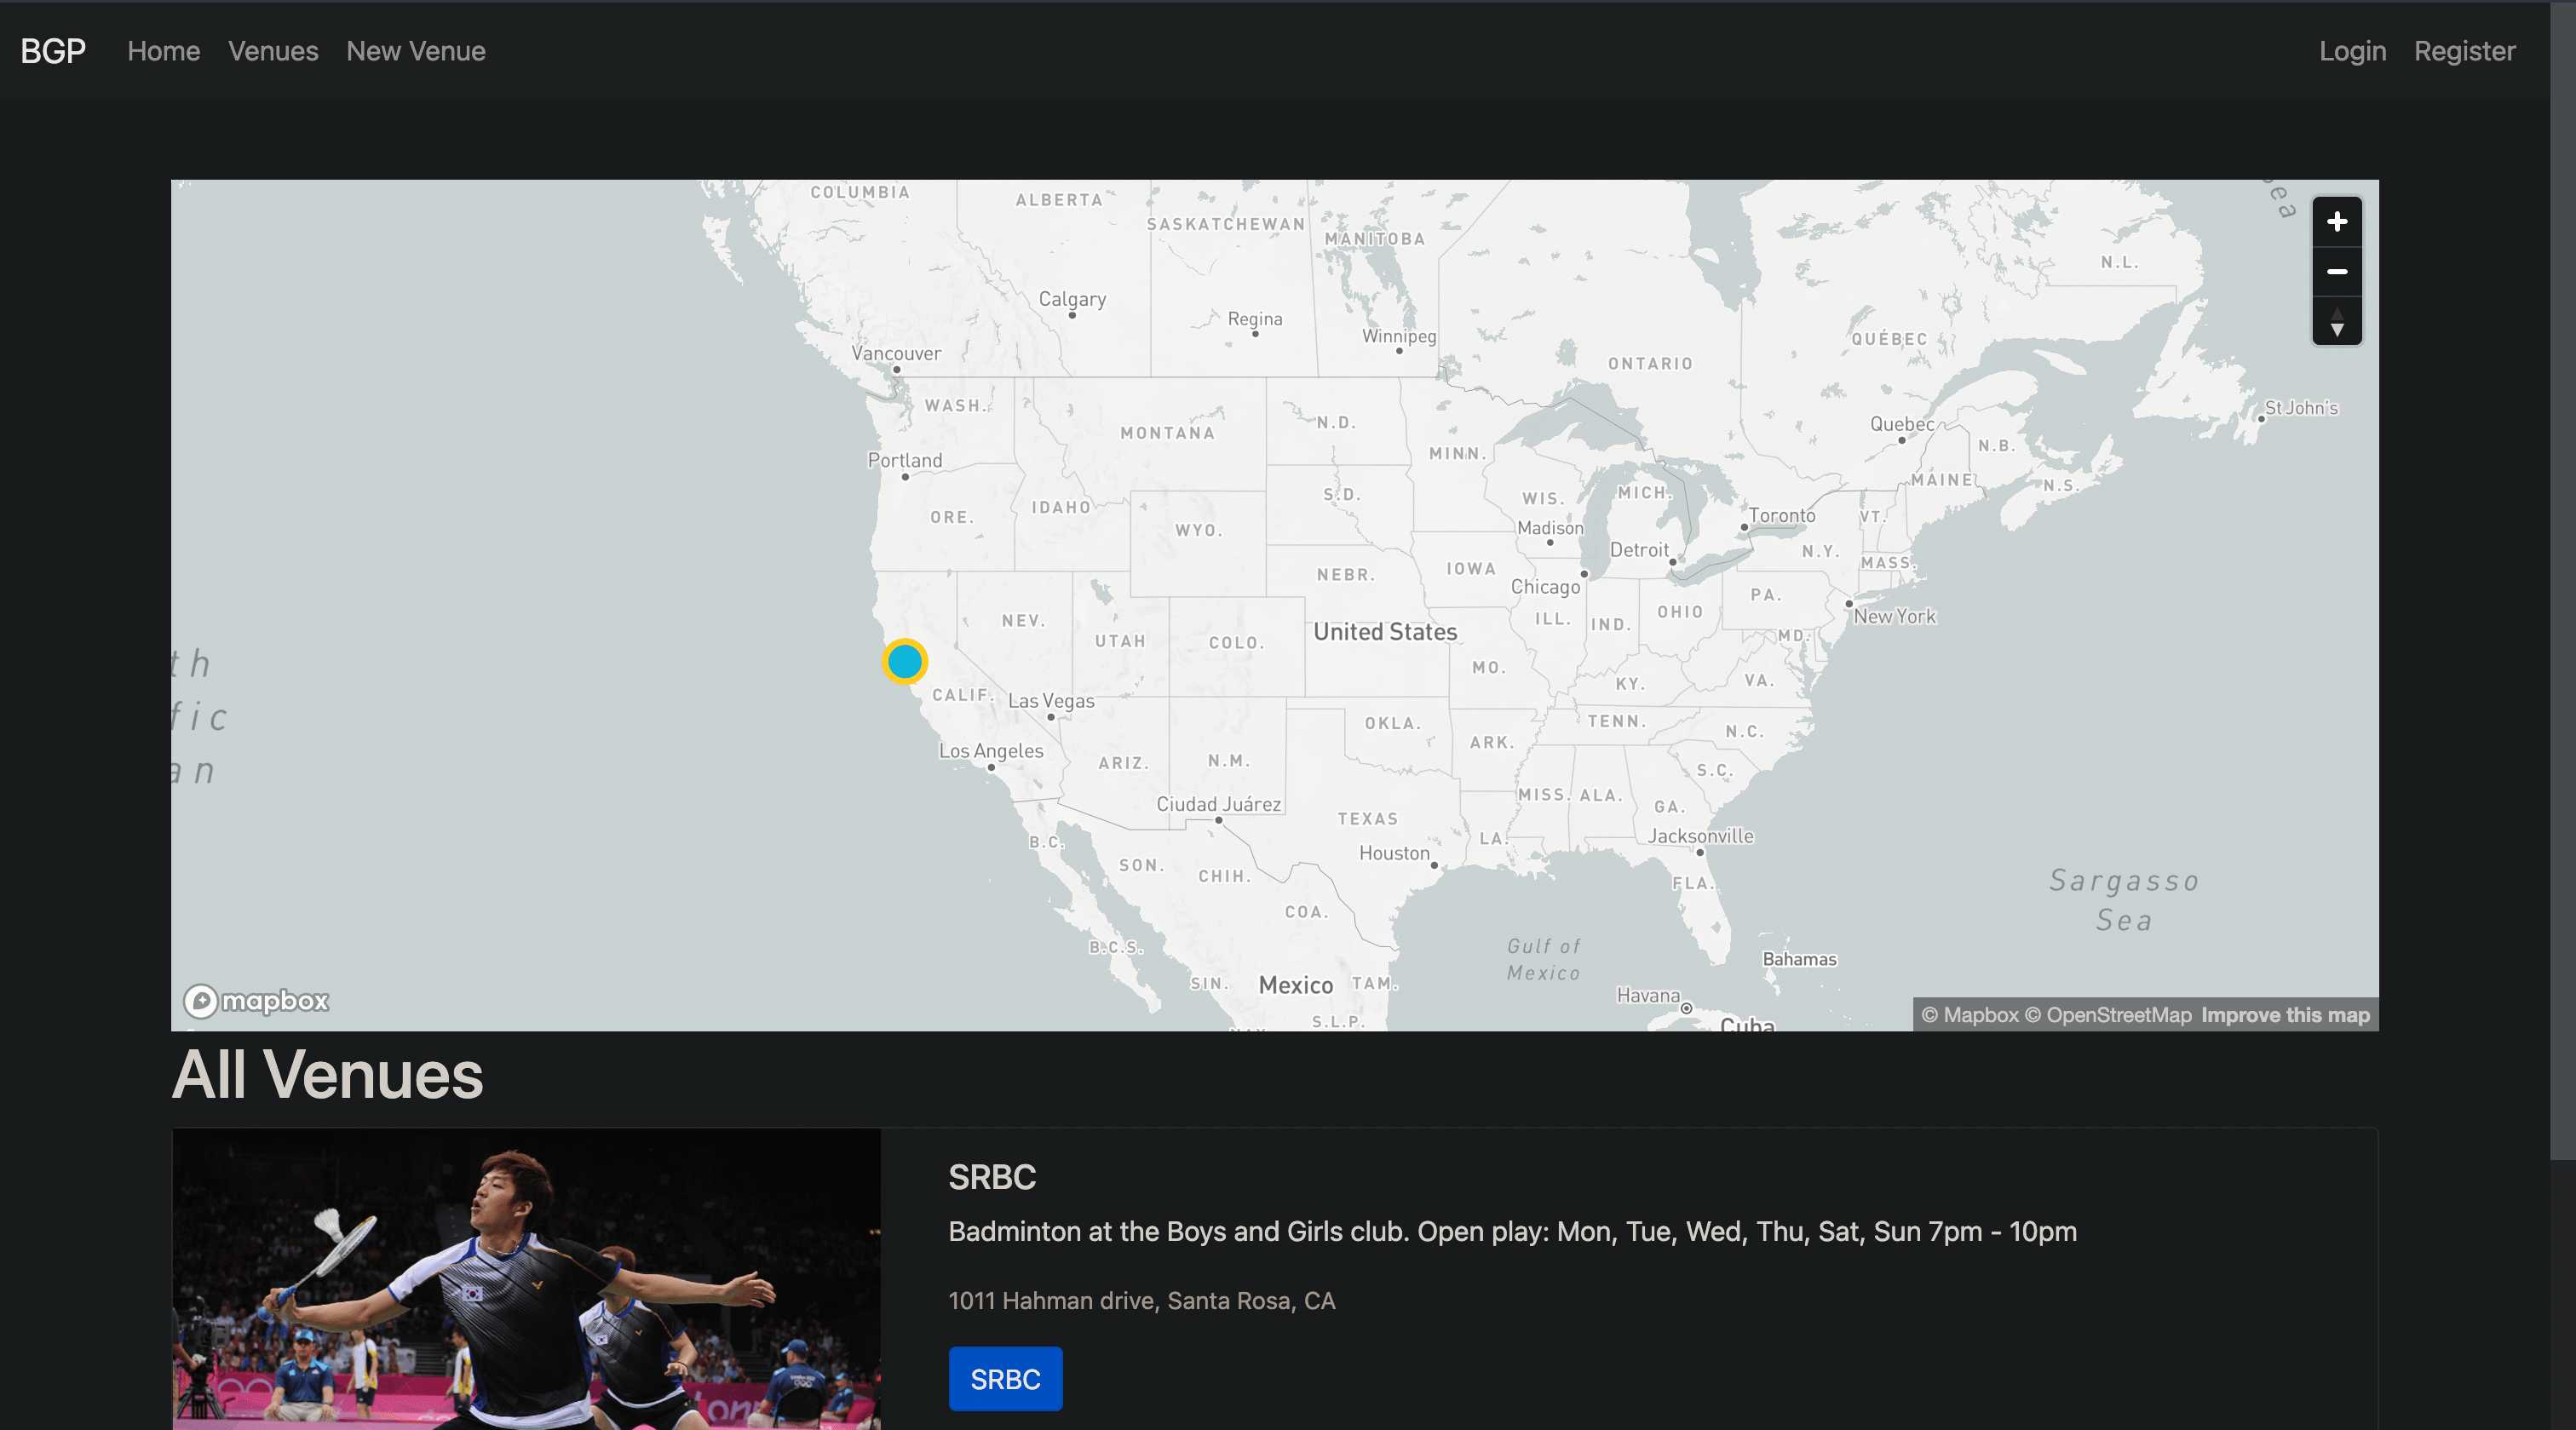 BGP Home Venues New Venue Login Register
COLUMBIA
ALBERTA
SASKATCHEWAN
MANITOBA
N.L.
Calgary
Regina
Winnipeg
QUÉBEC
Vancouver
ONTARIO
WASH.
St John's
N.D.
Quebec
MONTANA
N.B.
MINN.
Portland
MAINE
N.S.
S.D.
MICH.
WIS.
IDAHO
ORE.
Toronto
VT.
Madison
WYO.
Detroit
N.Y.
MASS.
IOWA
NEBR.
Chicago
PA.
OHIO
New York
NEV.
ILL.
IND.
United States
MD.
UTAH
COLO.
th
fic
an
MO.
KY.
VA.
CALIF.
Las Vegas
OKLA.
TENN.
N.C.
ARK.
Los Angeles
ARIZ.
N.M.
S.C.
MISS.
ALA.
GA.
Ciudad Juárez
TEXAS
Jacksonville
LA.
B.C.
Houston
SON.
CHIH.
FLA.
Sargasso
Sea
COA.
B.C.S.
Gulf of
Mexico
Bahamas
SIN.
Mexico
TAM.
Havana
S.L.P.
Cuba
mapbox
© Mapbox © OpenStreetMap Improve this map
All Venues
SRBC
Badminton at the Boys and Girls club. Open play: Mon, Tue, Wed, Thu, Sat, Sun 7pm - 10pm
1011 Hahman drive, Santa Rosa, CA
SRBC